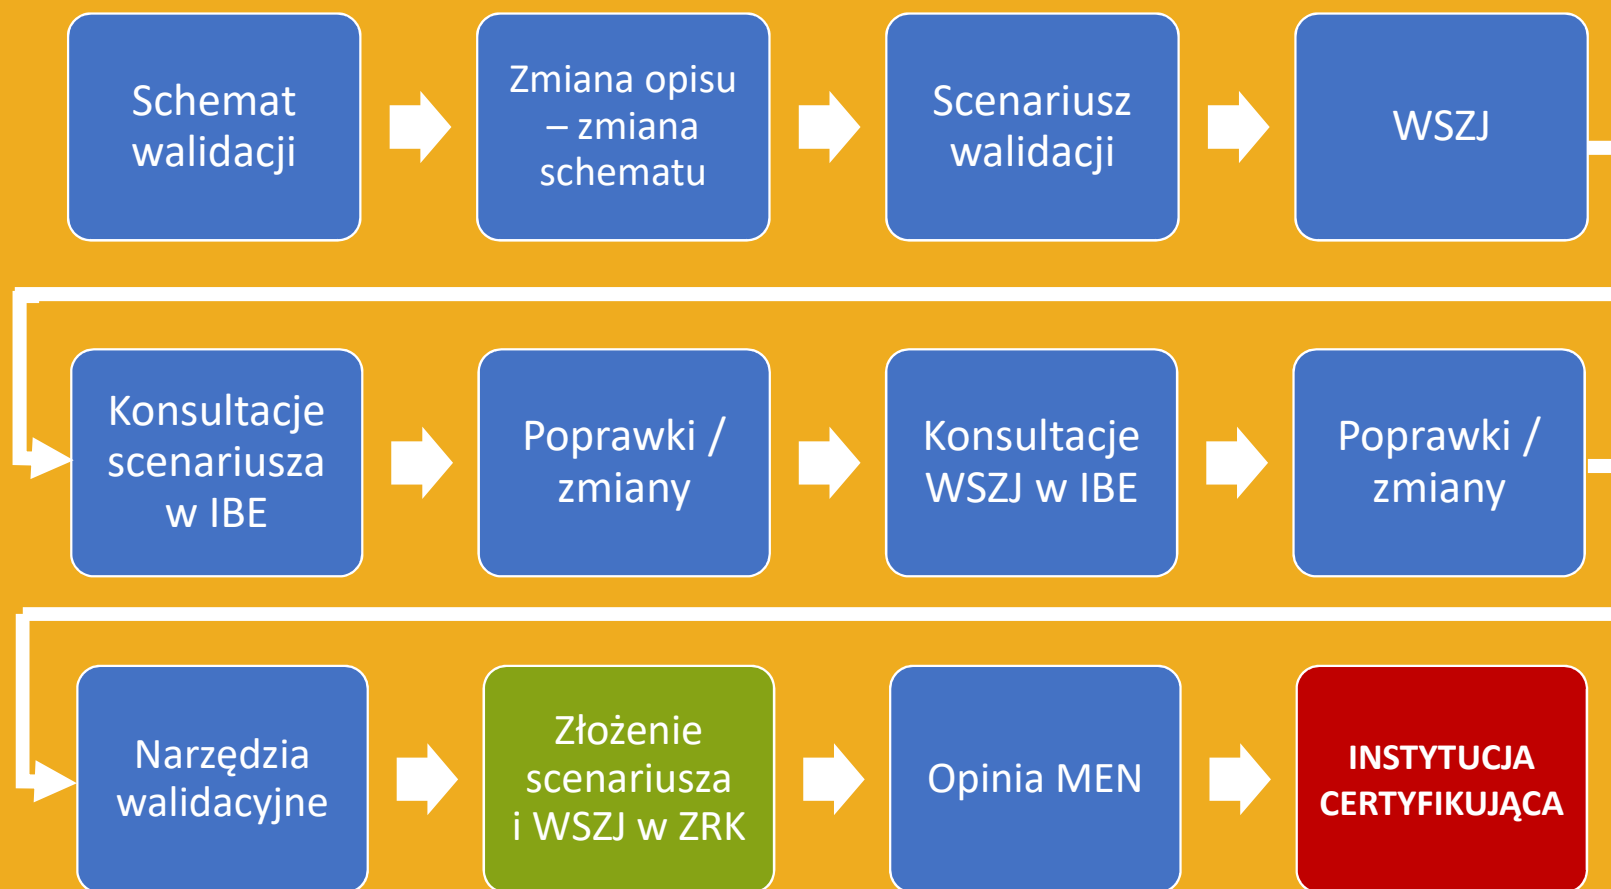 Schemat
walidacji
Zmiana opisu
– zmiana
schematu
Scenariusz
walidacji
WSZJ
Konsultacje
scenariusza
w IBE
Poprawki /
zmiany
Konsultacje
WSZJ w IBE
Poprawki /
zmiany
Narzędzia
walidacyjne
Złożenie
scenariusza
i WSZJ w ZRK
Opinia MEN
INSTYTUCJA
CERTYFIKUJĄCA